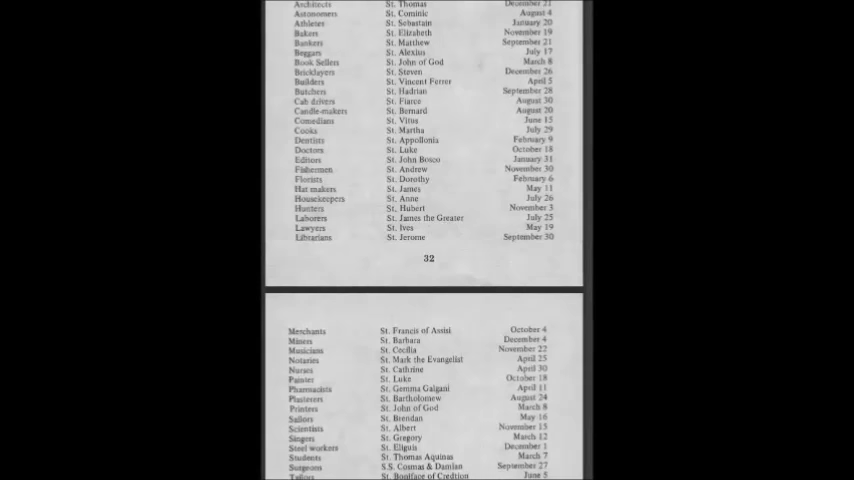 Architects St. Thomas December 21
Astonomers St. Cominic August 4
Athletes St. Sebastain January 20
Bakers St. Elizabeth November 19
Bankers St. Matthew September 21
Beggars St. Alexius July 17
Book Sellers St. John of God March 8
Bricklayers St. Steven December 26
Builders St. Vincent Ferrer April 5
Butchers St. Hadrian September 28
Cab drivers St. Fiarce August 30
Candle-makers St. Bernard August 20
Comedians St. Vitus June 15
Cooks St. Martha July 29
Dentists St. Appollonia February 9
Doctors St. Luke October 18
Editors St. John Bosco January 31
Fishermen St. Andrew November 30
Florists St. Dorothy February 6
Hat makers St. James May 11
Housekeepers St. Anne July 26
Hunters St. Hubert November 3
Laborers St. James the Greater July 25
Lawyers St. Ives May 19
Librarians St. Jerome September 30
32
Merchants St. Francis of Assisi October 4
Miners St. Barbara December 4
Musicians St. Cecilia November 22
Notaries St. Mark the Evangelist April 25
Nurses St. Cathrine April 30
Painter St. Luke October 18
Pharmacists St. Gemma Galgani April 11
Plasterers St. Bartholomew August 24
Printers St. John of God March 8
Sailors St. Brendan May 16
Scientists St. Albert November 15
Singers St. Gregory March 12
Steel workers St. Eliguis December 1
Students St. Thomas Aquinas March 7
Surgeons S.S. Cosmas & Damian September 27
Tailors St. Boniface of Credtion June 5